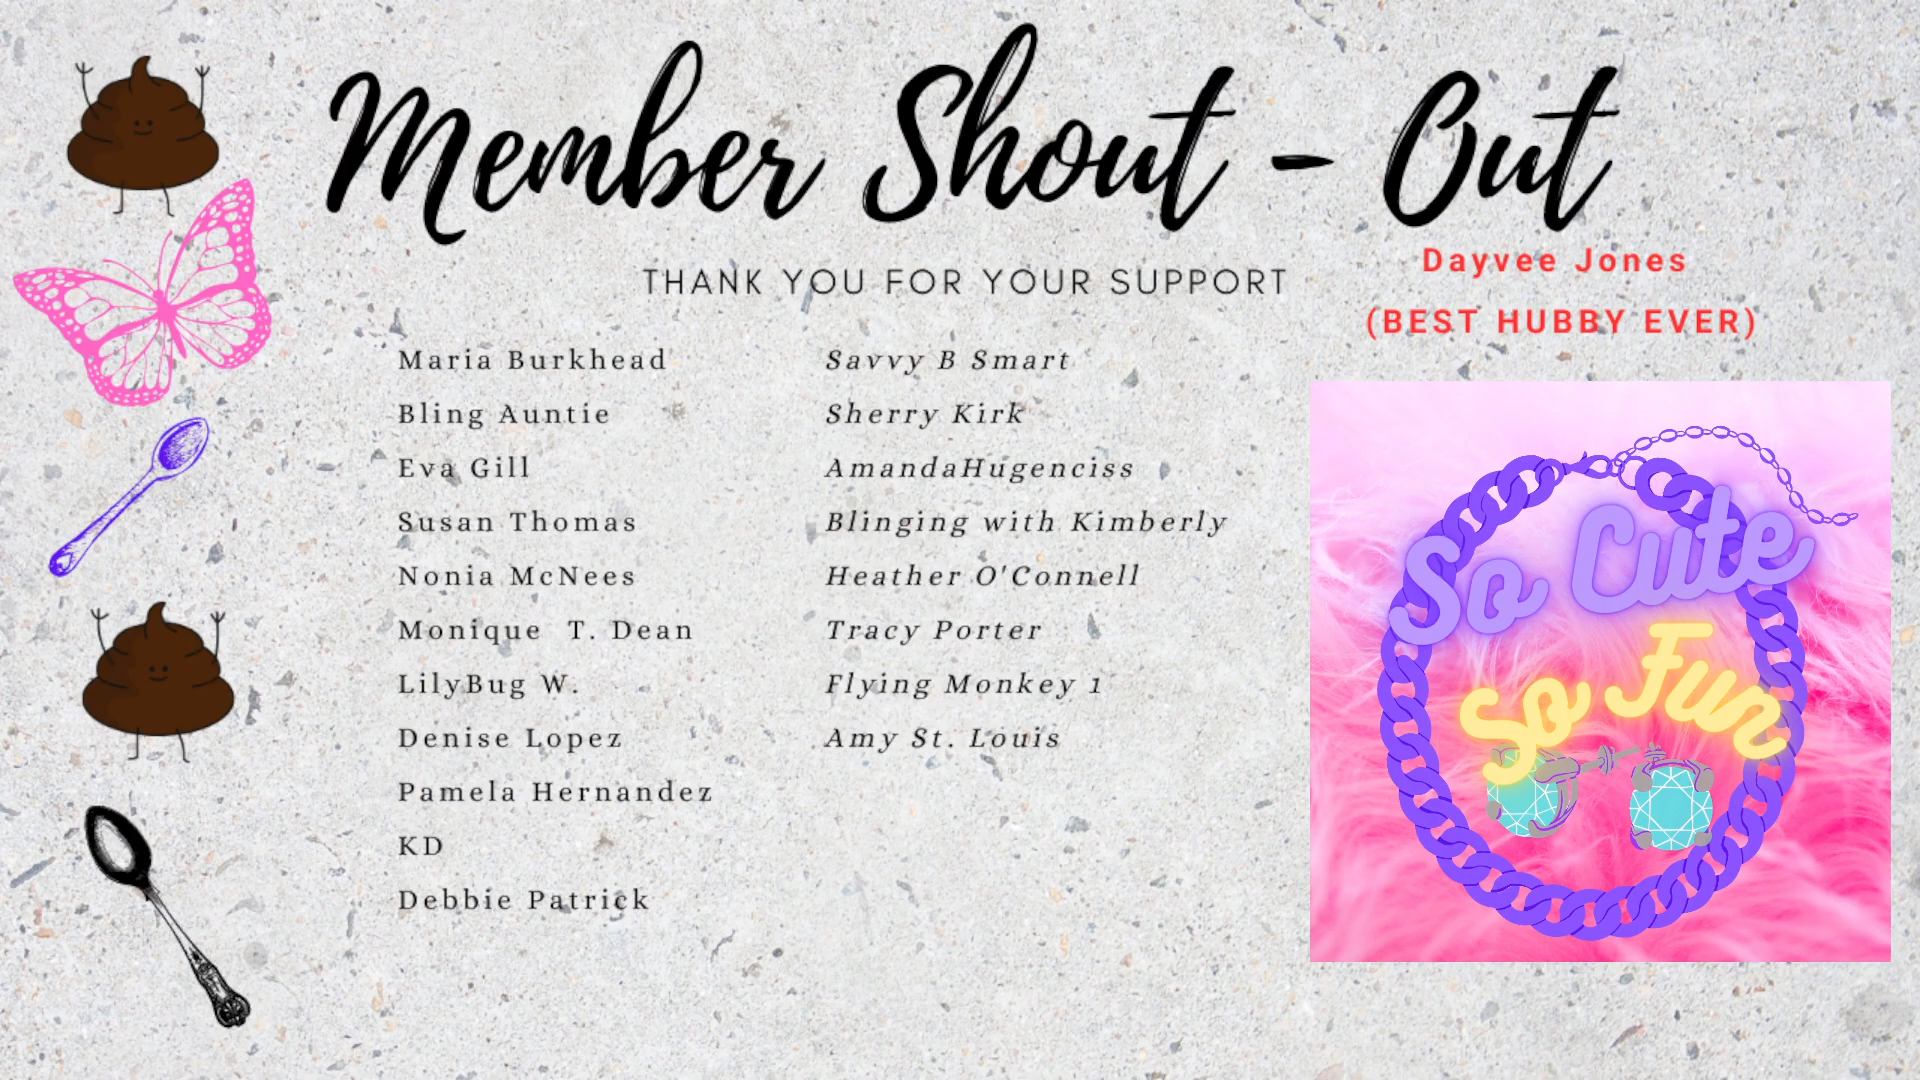 Member Shout - Out
THANK YOU FOR YOUR SUPPORT
Dayvee Jones
(BEST HUBBY EVER)
Maria Burkhead
Bling Auntie
Eva Gill
Susan Thomas
Nonia McNees
Monique  T. Dean
LilyBug W.
Denise Lopez
Pamela Hernandez
KD
Debbie Patrick
Savvy B Smart
Sherry Kirk
AmandaHugenciss
Blinging with Kimberly
Heather O'Connell
Tracy Porter
Flying Monkey 1
Amy St. Louis
So Cute
So Fun